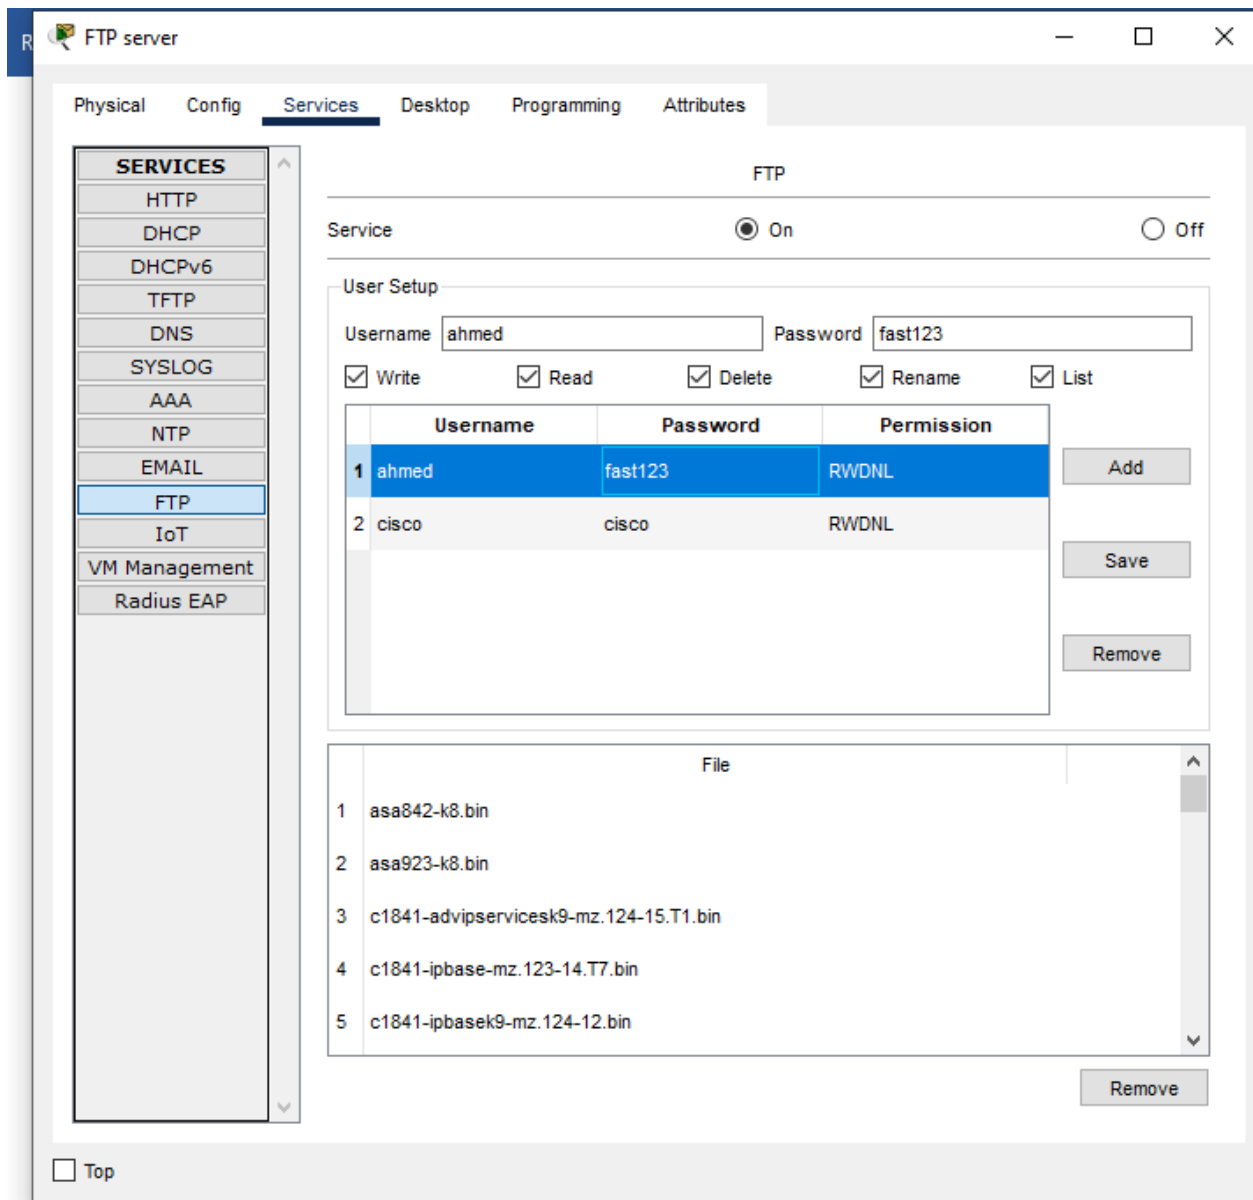 R
FTP server
Physical Config Services Desktop Programming Attributes
SERVICES
HTTP
DHCP
DHCPv6
TFTP
DNS
SYSLOG
AAA
NTP
EMAIL
FTP
IoT
VM Management
Radius EAP
FTP
Service On Off
User Setup
Username ahmed Password fast123
Write Read Delete Rename List
Username Password Permission
1 ahmed fast123 RWDNL
2 cisco cisco RWDNL
Add
Save
Remove
File
1 asa842-k8.bin
2 asa923-k8.bin
3 c1841-advipservicesk9-mz.124-15.T1.bin
4 c1841-ipbase-mz.123-14.T7.bin
5 c1841-ipbasek9-mz.124-12.bin
Remove
Top